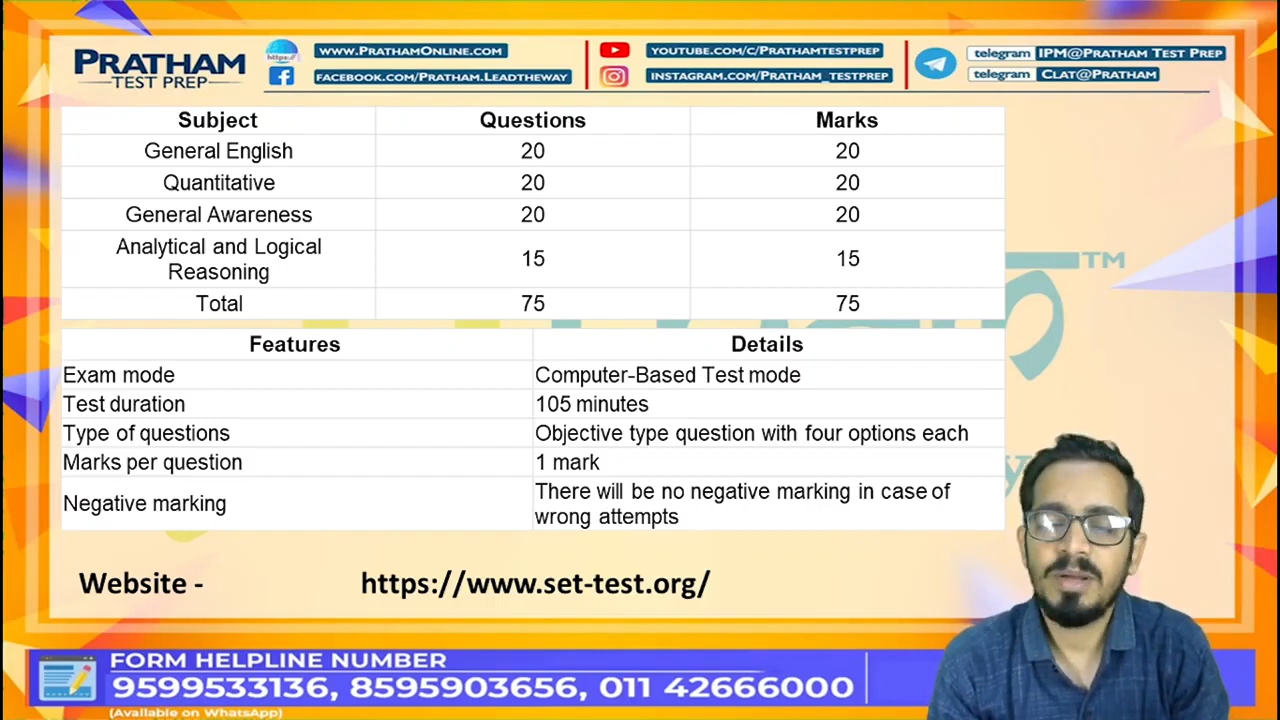 PRATHAM
TEST PREP
https://
www.PrathamOnline.com
facebook.com/Pratham.Leadtheway
youtube.com/c/Prathamtestprep
instagram.com/Pratham_testprep
telegram IPM@Pratham Test Prep
telegram Clat@Pratham
Subject Questions Marks
General English 20 20
Quantitative 20 20
General Awareness 20 20
Analytical and Logical
Reasoning 15 15
Total 75 75
TM
Features Details
Exam mode Computer-Based Test mode
Test duration 105 minutes
Type of questions Objective type question with four options each
Marks per question 1 mark
Negative marking There will be no negative marking in case of
wrong attempts
Website - https://www.set-test.org/
FORM HELPLINE NUMBER
9599533136, 8595903656, 011 42666000
(Available on WhatsApp)